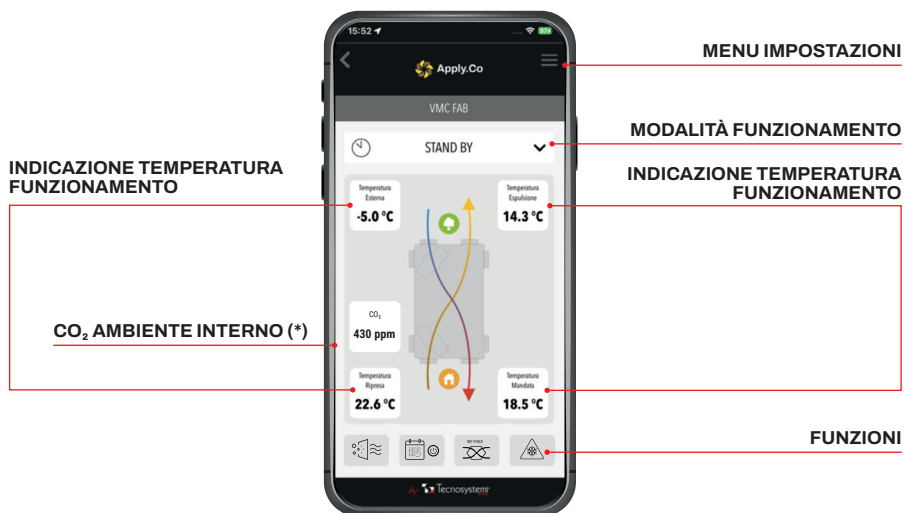 15:52
97
Apply.Co
MENU IMPOSTAZIONI
VMC FAB
STAND BY
MODALITÀ FUNZIONAMENTO
INDICAZIONE TEMPERATURA
FUNZIONAMENTO
INDICAZIONE TEMPERATURA
FUNZIONAMENTO
Temperatura
Esterna
-5.0 °C
Temperatura
Espulsione
14.3 °C
CO₂
430 ppm
CO₂ AMBIENTE INTERNO (*)
Temperatura
Ripresa
22.6 °C
Temperatura
Mandata
18.5 °C
BY-PASS
FUNZIONI
by Tecnosystemi